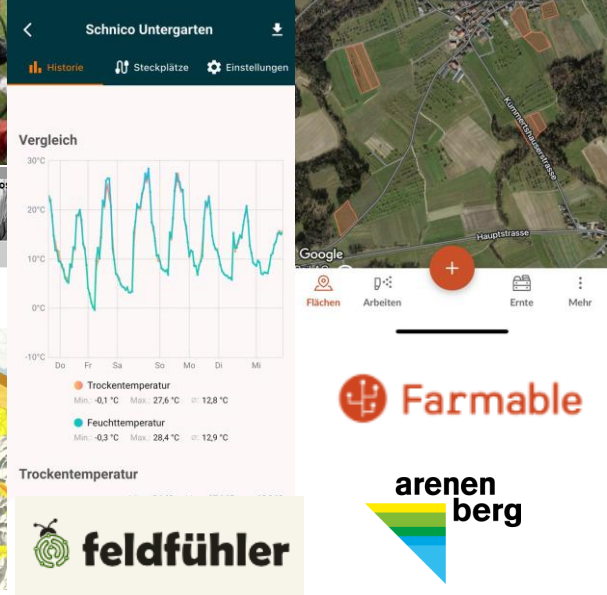 Schnico Untergarten
Historie
Steckplätze
Einstellungen
Vergleich
30°C
20°C
10°C
0°C
-10°C
Do Fr Sa So Mo Di Mi
Trockentemperatur
Min.: -0,1 °C Max.: 27,6 °C ⌀: 12,8 °C
Feuchttemperatur
Min.: -0,3 °C Max.: 28,4 °C ⌀: 12,9 °C
Trockentemperatur
feldfühler
Kümmertshauserstrasse
Hauptstrasse
Google
+
Flächen
Arbeiten
Ernte
Mehr
Farmable
arenen
berg